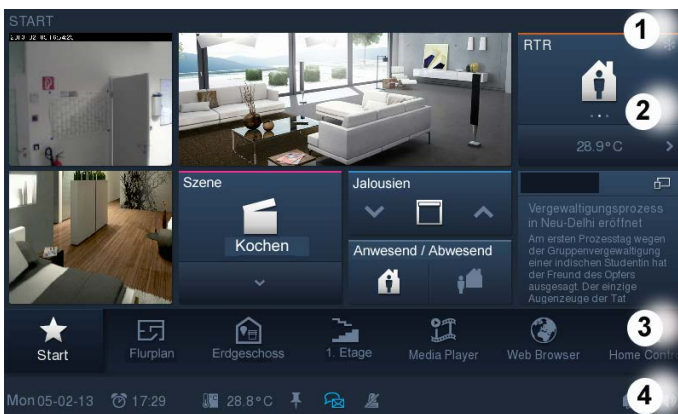 START
RTR
28.9°C
Szene
Kochen
Jalousien
Anwesend / Abwesend
Vergewaltigungsprozess
in Neu-Delhi eröffnet
Am ersten Prozesstag wegen
der Gruppenvergewaltigung
einer indischen Studentin hat
der Freund des Opfers
ausgesagt. Der einzige
Augenzeuge der Tat
Start
Flurplan
Erdgeschoss
1. Etage
Media Player
Web Browser
Home Contr
Mon 05-02-13
17:29
28.8°C
1
2
3
4